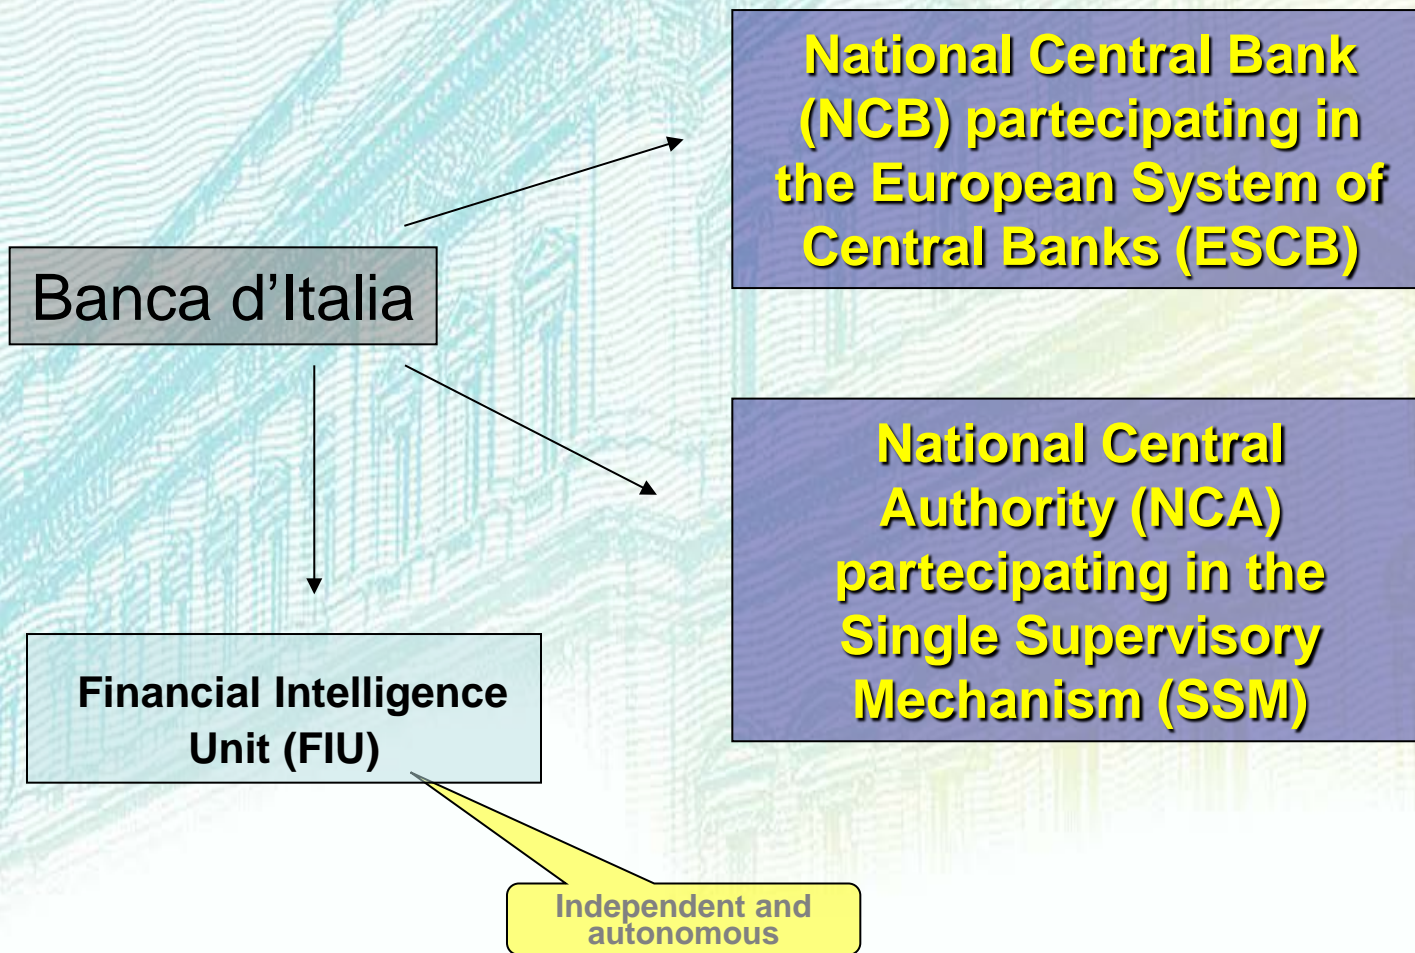 National Central Bank
(NCB) partecipating in
the European System of
Central Banks (ESCB)
Banca d’Italia
National Central
Authority (NCA)
partecipating in the
Single Supervisory
Mechanism (SSM)
Financial Intelligence
Unit (FIU)
Independent and
autonomous